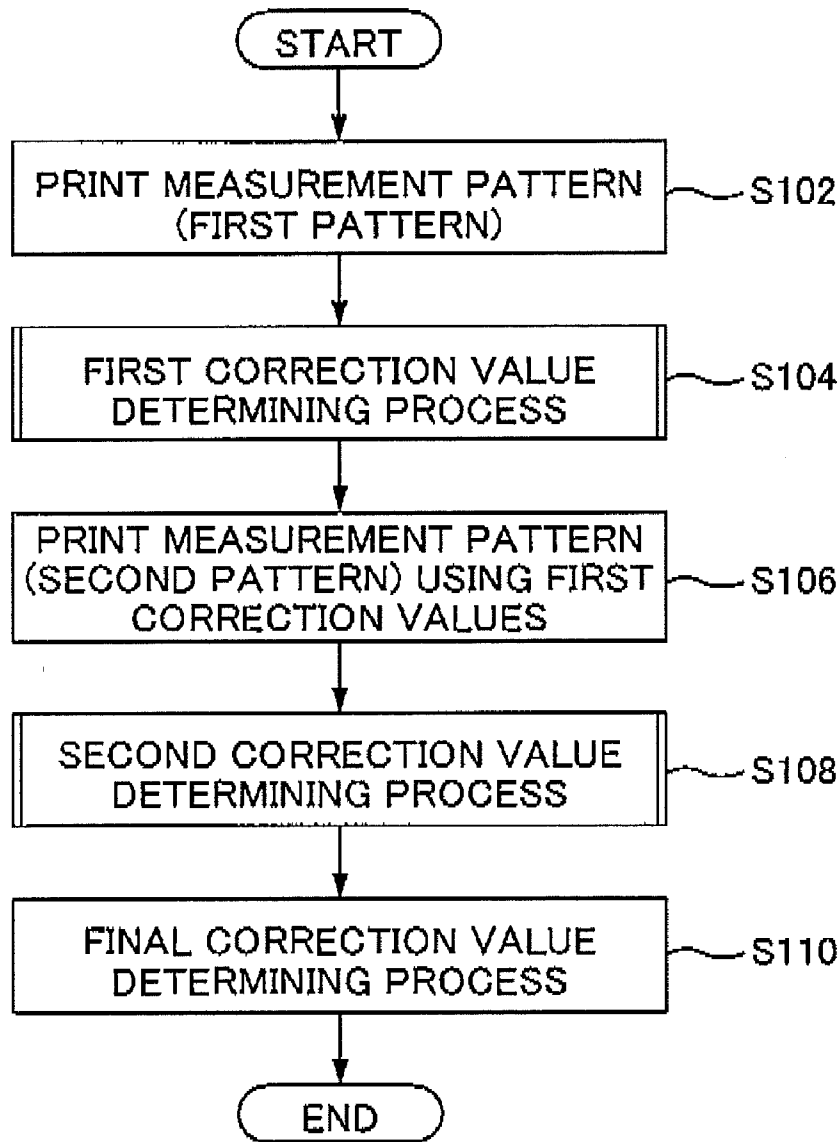 START
PRINT MEASUREMENT PATTERN
(FIRST PATTERN)
S102
FIRST CORRECTION VALUE
DETERMINING PROCESS
S104
PRINT MEASUREMENT PATTERN
(SECOND PATTERN) USING FIRST
CORRECTION VALUES
S106
SECOND CORRECTION VALUE
DETERMINING PROCESS
S108
FINAL CORRECTION VALUE
DETERMINING PROCESS
S110
END